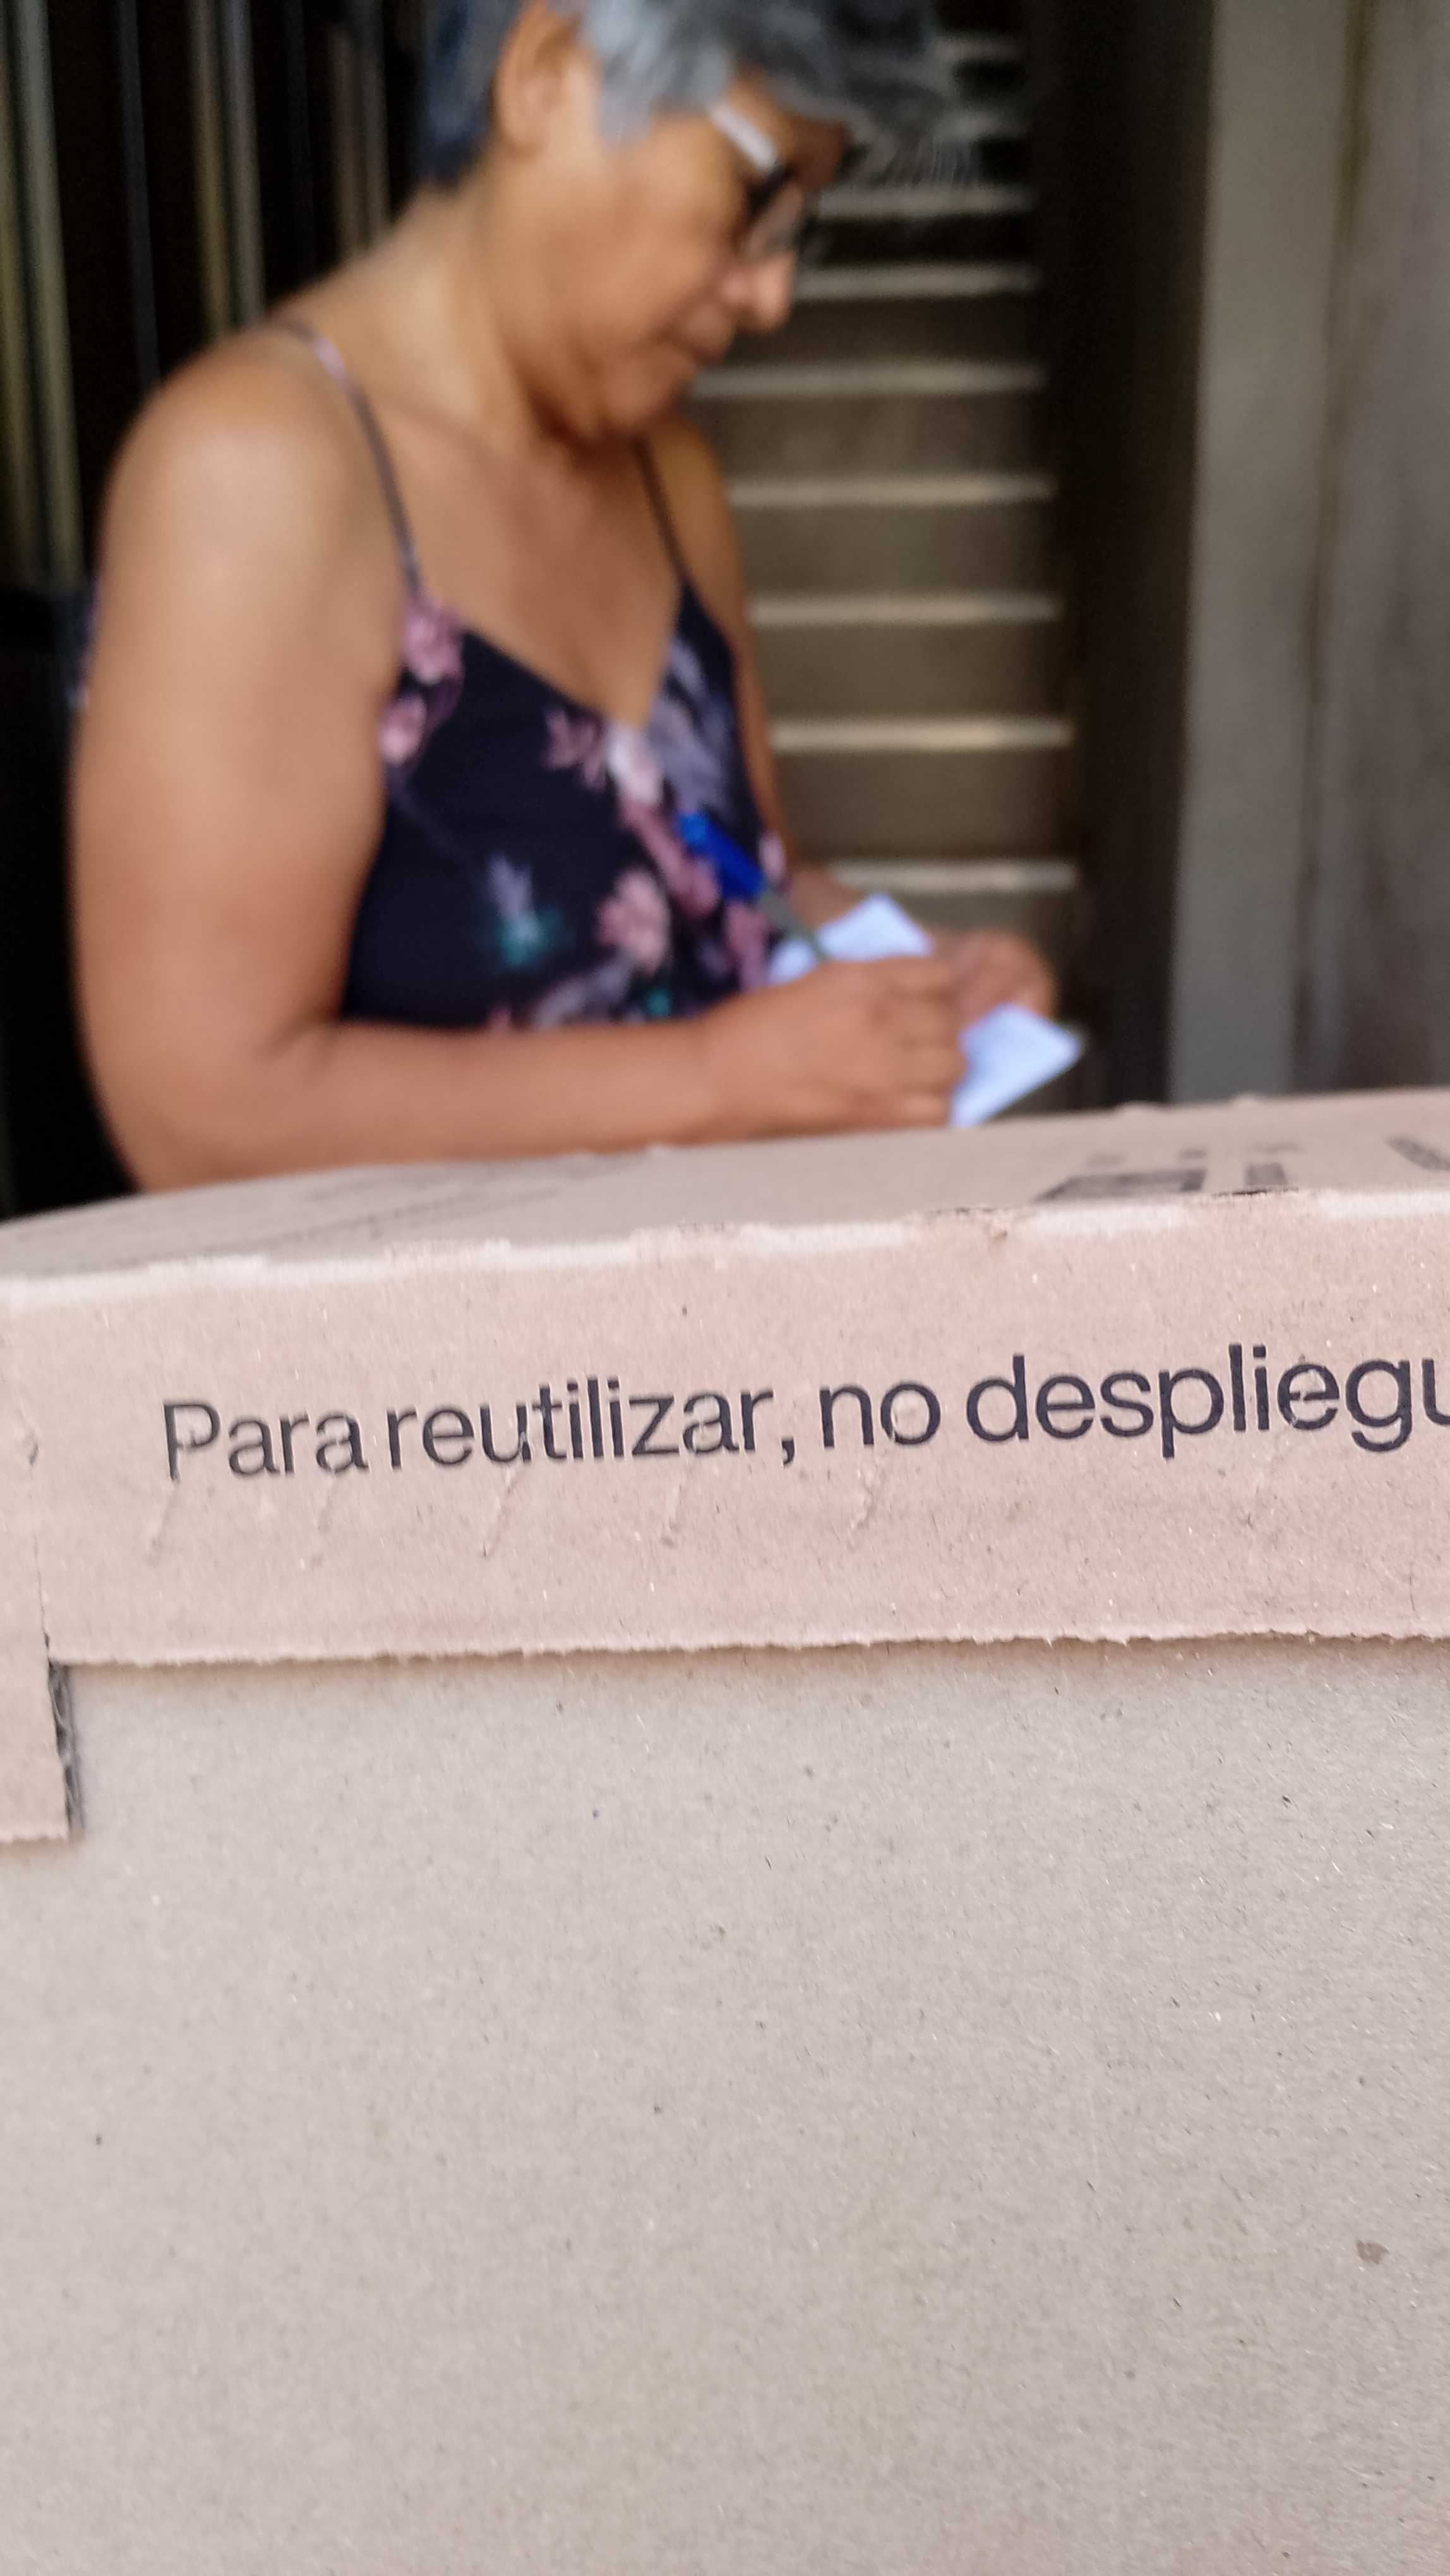 Para reutilizar, no despliegu